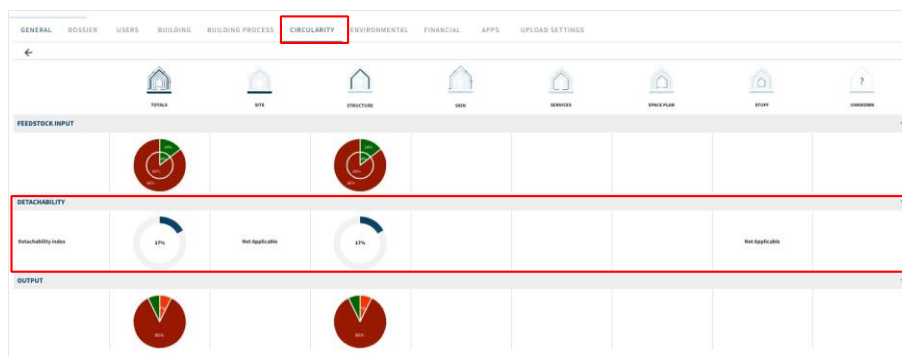 GENERAL DOSSIER USERS BUILDING BUILDING PROCESS CIRCULARITY ENVIRONMENTAL FINANCIAL APPS UPLOAD SETTINGS
?
TOTALS SITE STRUCTURE SKIN SERVICES SPACE PLAN STUFF UNKNOWN
FEEDSTOCK INPUT
DETACHABILITY
Detachability index 17% Not Applicable 17% Not Applicable
OUTPUT